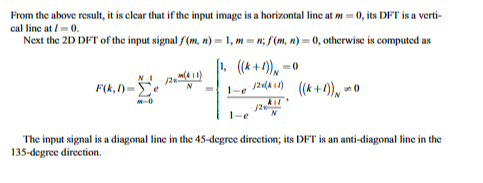 From the above result, it is clear that if the input image is a horizontal line at m = 0, its DFT is a verti-
cal line at l = 0.
Next the 2D DFT of the input signal f(m, n) = 1, m = n; f(m, n) = 0, otherwise is computed as
F(k, l) = \sum_{m=0}^{N-1} e^{j2π m(k+l)/N} = { 1, ((k+l))_N = 0
(1 − e^{j2π(k+l)}) / (1 − e^{j2π (k+l)/N}), ((k+l))_N ≠ 0
The input signal is a diagonal line in the 45-degree direction; its DFT is an anti-diagonal line in the
135-degree direction.